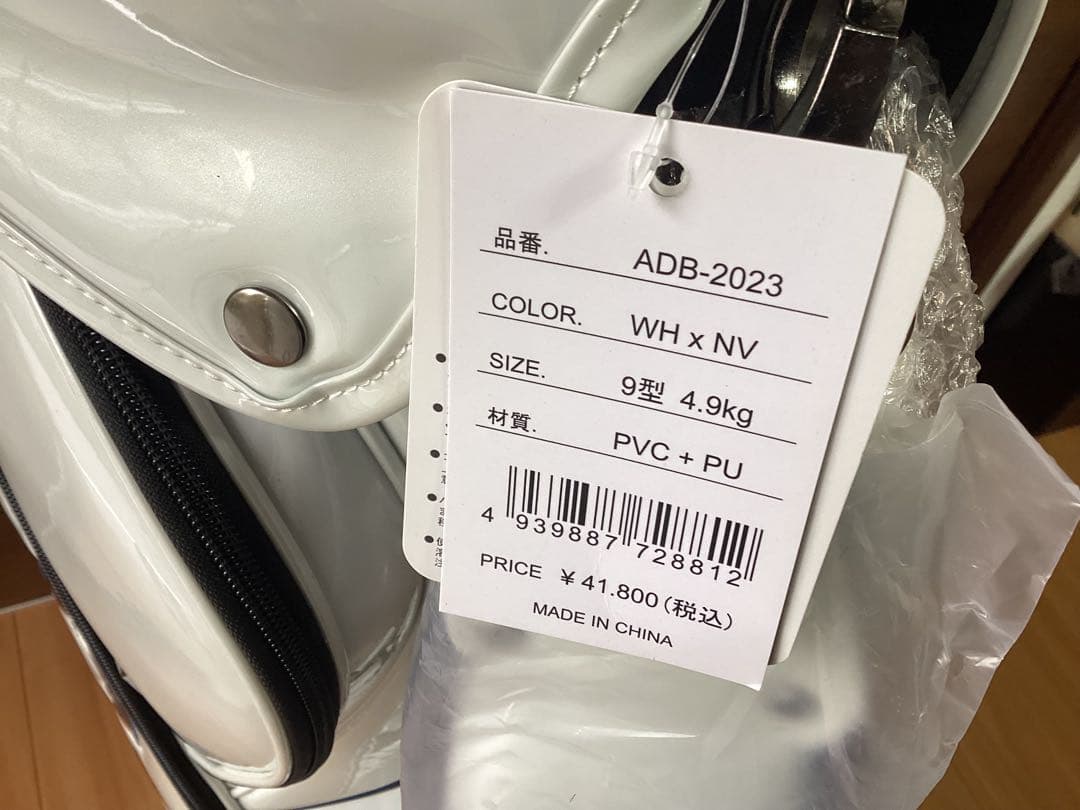 品番. ADB-2023
COLOR. WH x NV
SIZE. 9型 4.9kg
材質. PVC + PU
4 939887 728812
PRICE ¥41.800(税込)
MADE IN CHINA